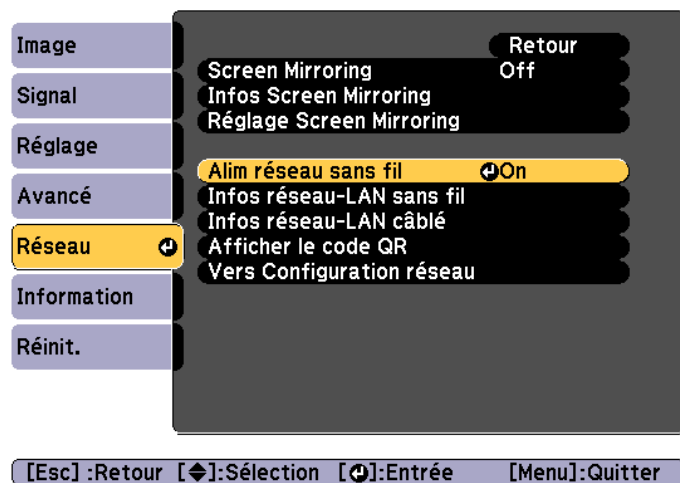 Image
Signal
Réglage
Avancé
Réseau
Information
Réinit.
Retour
Screen Mirroring Off
Infos Screen Mirroring
Réglage Screen Mirroring
Alim réseau sans fil On
Infos réseau-LAN sans fil
Infos réseau-LAN câblé
Afficher le code QR
Vers Configuration réseau
[Esc] :Retour [◆]:Sélection [⏎]:Entrée [Menu]:Quitter